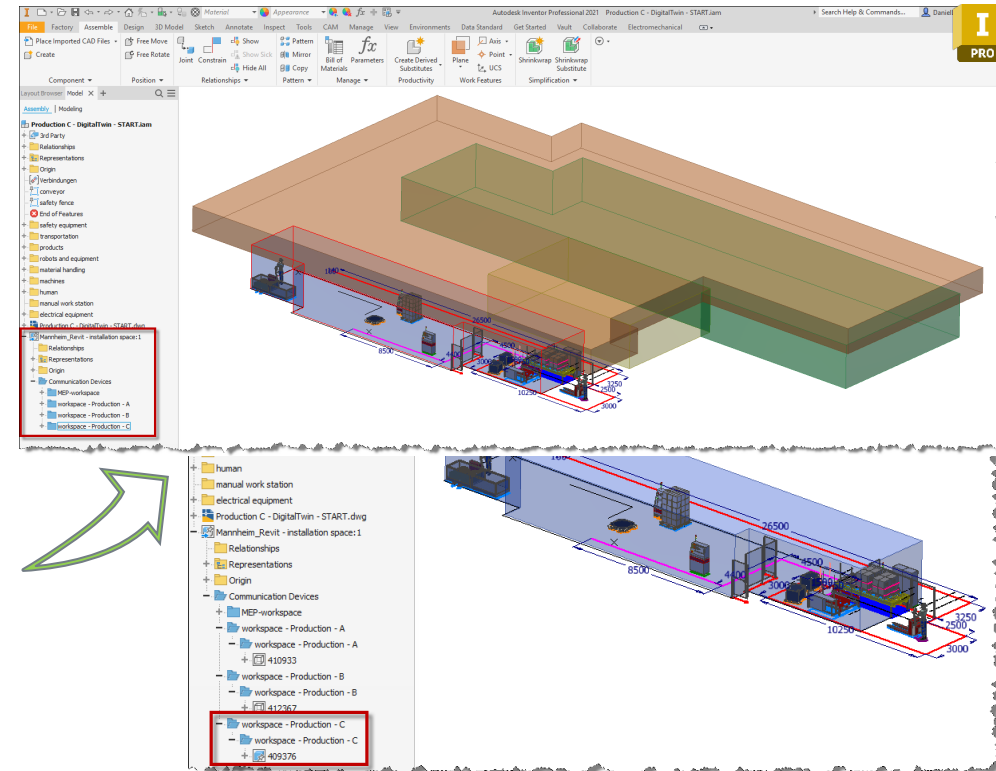 Material
Appearance
Autodesk Inventor Professional 2021 Production C - DigitalTwin - START.iam
Search Help & Commands...
Daniel
I
PRO
File Factory Assemble Design 3D Model Sketch Annotate Inspect Tools CAM Manage View Environments Data Standard Get Started Vault Collaborate Electromechanical
Place Imported CAD Files
Create
Component
Free Move
Free Rotate
Position
Joint Constrain
Show
Show Sick
Hide All
Relationships
Pattern
Mirror
Copy
Pattern
Bill of Materials
fx
Parameters
Manage
Create Derived
Substitutes
Productivity
Plane
Axis
Point
UCS
Work Features
Shrinkwrap
Shrinkwrap
Substitute
Simplification
Layout Browser Model X +
Assembly | Modeling
Production C - DigitalTwin - START.iam
3rd Party
Relationships
Representations
Origin
Verbindungen
conveyor
safety fence
End of Features
safety equipment
transportation
products
robots and equipment
material handling
machines
human
manual work station
electrical equipment
Production C - DigitalTwin - START.dwg
Mannheim_Revit - installation space:1
Relationships
Representations
Origin
Communication Devices
MEP-workspace
workspace - Production - A
workspace - Production - B
workspace - Production - C
26500
8500
4400
4500
3000
10250
3250
2500
3000
human
manual work station
electrical equipment
Production C - DigitalTwin - START.dwg
Mannheim_Revit - installation space:1
Relationships
Representations
Origin
Communication Devices
MEP-workspace
workspace - Production - A
workspace - Production - A
410933
workspace - Production - B
workspace - Production - B
412367
workspace - Production - C
workspace - Production - C
409376
26500
8500
4400
4500
3000
10250
3250
2500
3000